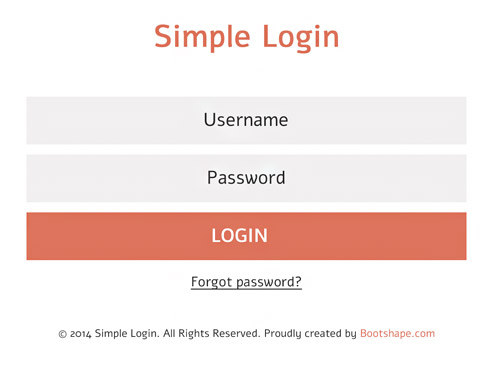 Simple Login
Username
Password
LOGIN
Forgot password?
© 2014 Simple Login. All Rights Reserved. Proudly created by Bootshape.com